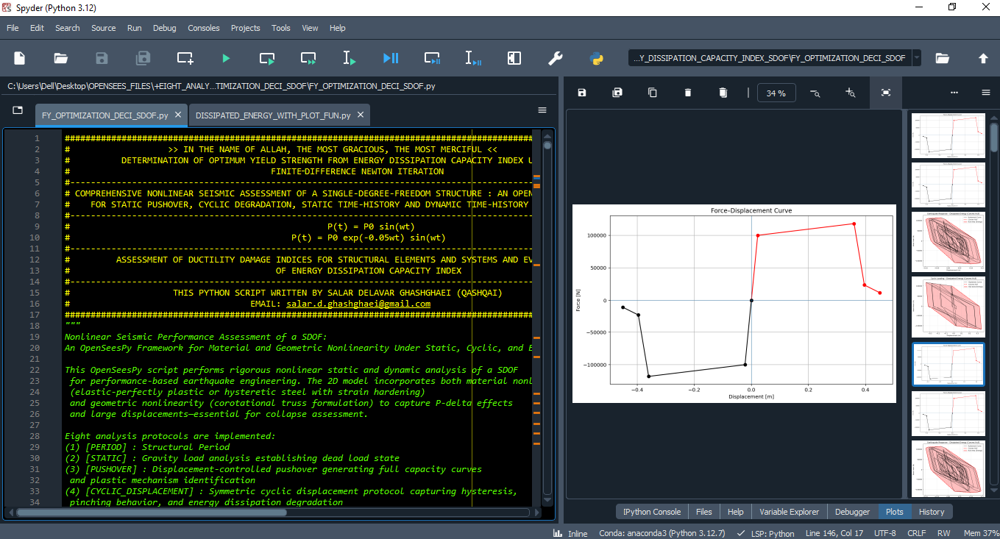 Spyder (Python 3.12)
File Edit Search Source Run Debug Consoles Projects Tools View Help
...Y_DISSIPATION_CAPACITY_INDEX_SDOF\FY_OPTIMIZATION_DECI_SDOF
C:\Users\Dell\Desktop\OPENSEES_FILES\+EIGHT_ANALY...TIMIZATION_DECI_SDOF\FY_OPTIMIZATION_DECI_SDOF.py
FY_OPTIMIZATION_DECI_SDOF.py DISSIPATED_ENERGY_WITH_PLOT_FUN.py
1 ####################################################################################
2 # >> IN THE NAME OF ALLAH, THE MOST GRACIOUS, THE MOST MERCIFUL <<
3 # DETERMINATION OF OPTIMUM YIELD STRENGTH FROM ENERGY DISSIPATION CAPACITY INDEX U
4 # FINITE-DIFFERENCE NEWTON ITERATION
5 #-----------------------------------------------------------------------------------
6 # COMPREHENSIVE NONLINEAR SEISMIC ASSESSMENT OF A SINGLE-DEGREE-FREEDOM STRUCTURE : AN OPEN
7 # FOR STATIC PUSHOVER, CYCLIC DEGRADATION, STATIC TIME-HISTORY AND DYNAMIC TIME-HISTORY
8 #-----------------------------------------------------------------------------------
9 # P(t) = P0 sin(wt)
10 # P(t) = P0 exp(-0.05wt) sin(wt)
11 #-----------------------------------------------------------------------------------
12 # ASSESSMENT OF DUCTILITY DAMAGE INDICES FOR STRUCTURAL ELEMENTS AND SYSTEMS AND EV
13 # OF ENERGY DISSIPATION CAPACITY INDEX
14 #-----------------------------------------------------------------------------------
15 # THIS PYTHON SCRIPT WRITTEN BY SALAR DELAVAR GHASHGHAEI (QASHQAI)
16 # EMAIL: salar.d.ghashghaei@gmail.com
17 ####################################################################################
18 """
19 Nonlinear Seismic Performance Assessment of a SDOF:
20 An OpenSeesPy Framework for Material and Geometric Nonlinearity Under Static, Cyclic, and E
21
22 This OpenSeesPy script performs rigorous nonlinear static and dynamic analysis of a SDOF
23 for performance-based earthquake engineering. The 2D model incorporates both material nonl
24 (elastic-perfectly plastic or hysteretic steel with strain hardening)
25 and geometric nonlinearity (corotational truss formulation) to capture P-delta effects
26 and large displacements—essential for collapse assessment.
27
28 Eight analysis protocols are implemented:
29 (1) [PERIOD] : Structural Period
30 (2) [STATIC] : Gravity load analysis establishing dead load state
31 (3) [PUSHOVER] : Displacement-controlled pushover generating full capacity curves
32 and plastic mechanism identification
33 (4) [CYCLIC_DISPLACEMENT] : Symmetric cyclic displacement protocol capturing hysteresis,
34 pinching behavior, and energy dissipation degradation
34 %
Force–Displacement Curve
Force [N]
100000
50000
0
−50000
−100000
−0.4 −0.2 0.0 0.2 0.4
Displacement [m]
IPython Console Files Help Variable Explorer Debugger Plots History
Inline Conda: anaconda3 (Python 3.12.7) LSP: Python Line 146, Col 17 UTF-8 CRLF RW Mem 37%